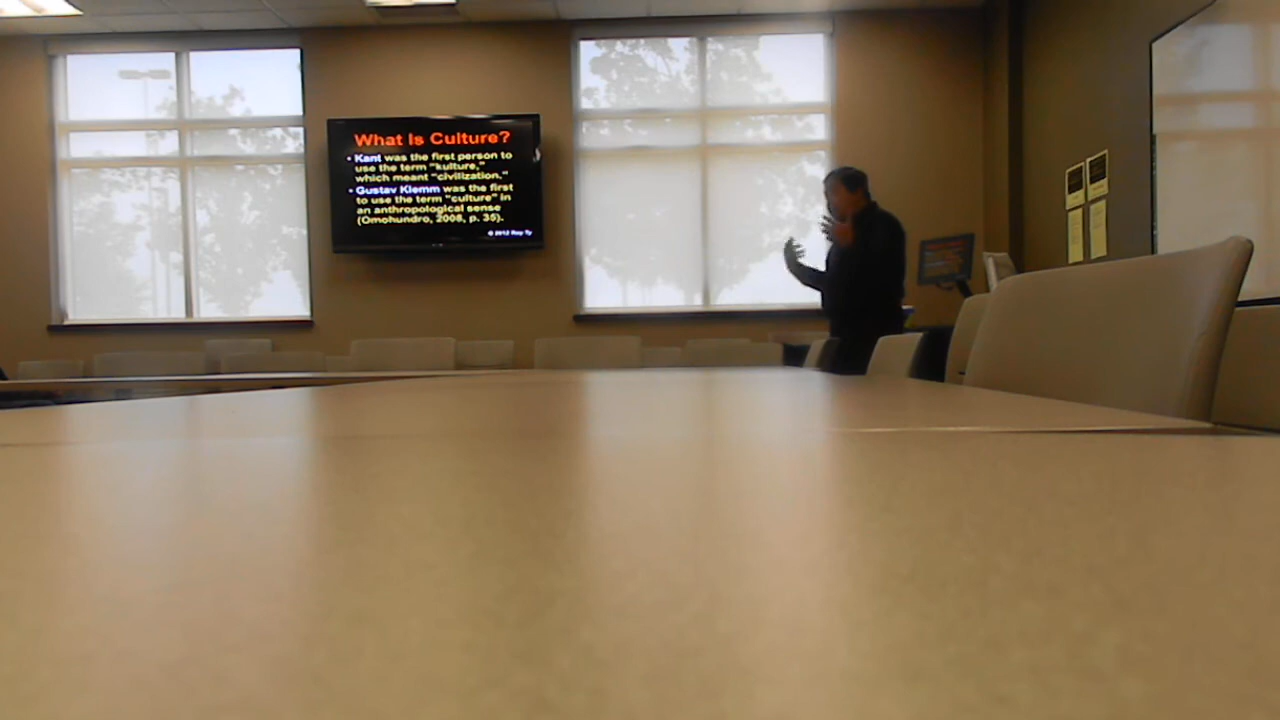 What Is Culture?
• Kant was the first person to
use the term "kulture,"
which meant "civilization."
• Gustav Klemm was the first
to use the term "culture" in
an anthropological sense
(Omohundro, 2008, p. 35).
© 2012 Roy Ty